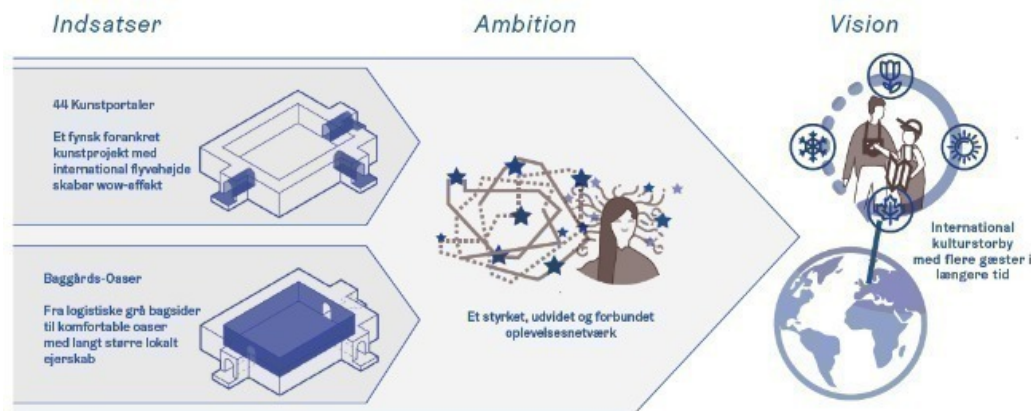 Indsatser
Ambition
Vision
44 Kunstportaler
Et fynsk forankret
kunstprojekt med
international flyvehøjde
skaber wow-effekt
Baggårds-Oaser
Fra logistiske grå bagsider
til komfortable oaser
med langt større lokalt
ejerskab
Et styrket, udvidet og forbundet
oplevelsesnetværk
International
kulturstorby
med flere gæster i
længere tid